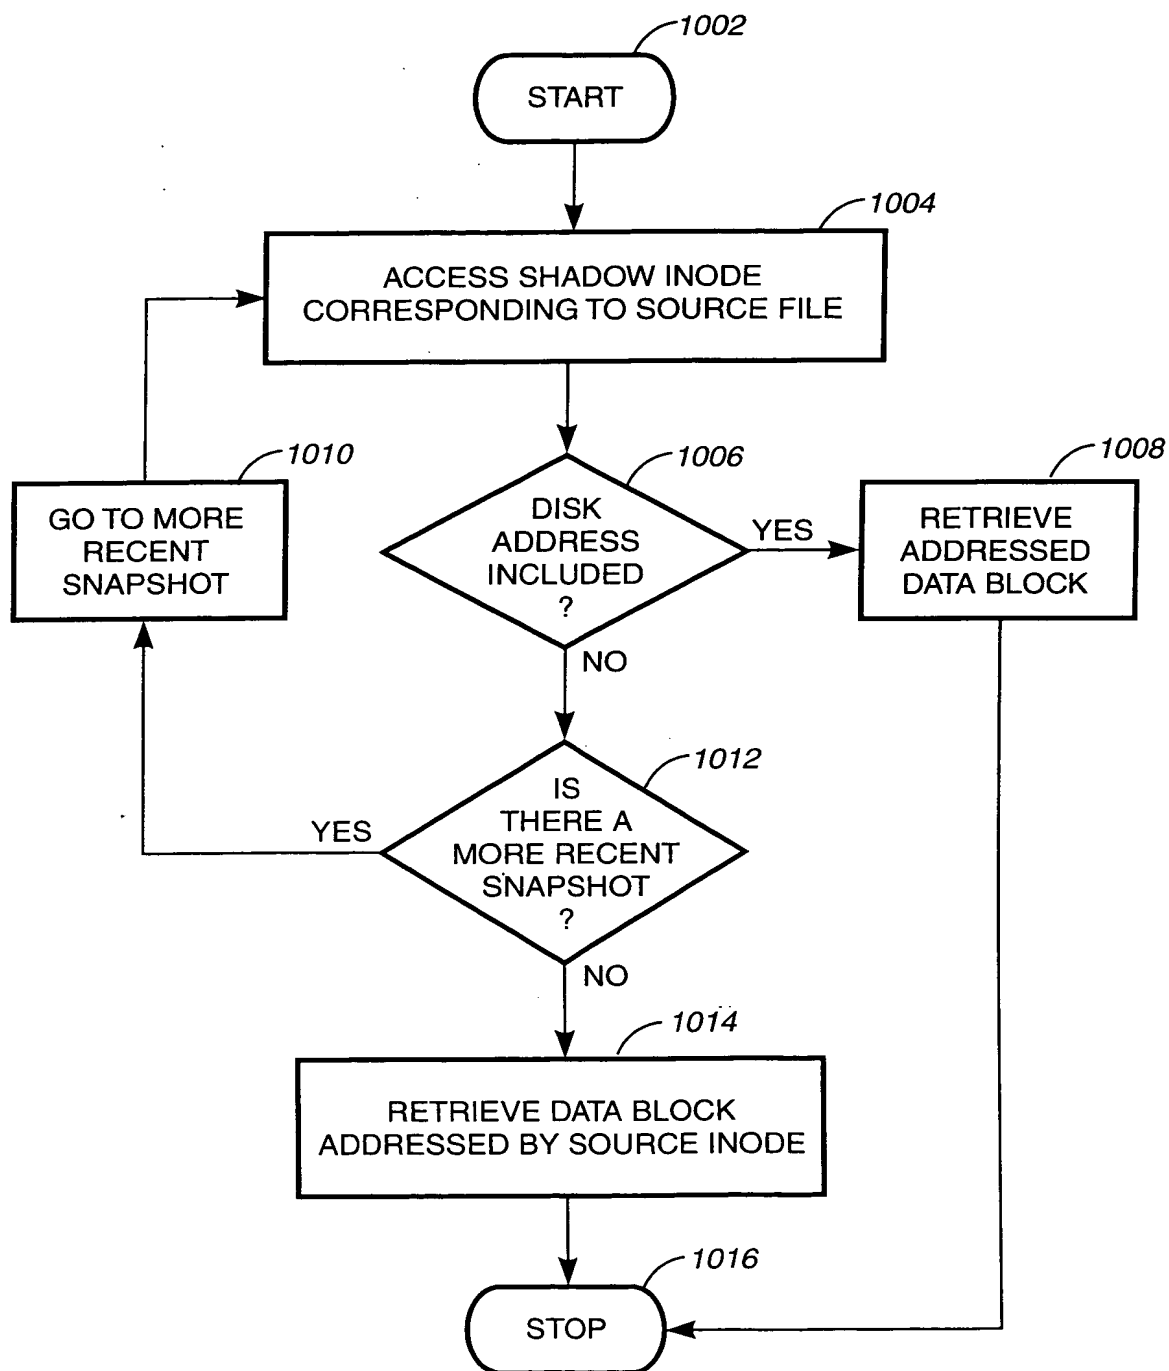 1002
START
1004
ACCESS SHADOW INODE
CORRESPONDING TO SOURCE FILE
1010
GO TO MORE
RECENT
SNAPSHOT
1006
DISK
ADDRESS
INCLUDED
?
YES
NO
1008
RETRIEVE
ADDRESSED
DATA BLOCK
1012
IS
THERE A
MORE RECENT
SNAPSHOT
?
YES
NO
1014
RETRIEVE DATA BLOCK
ADDRESSED BY SOURCE INODE
1016
STOP